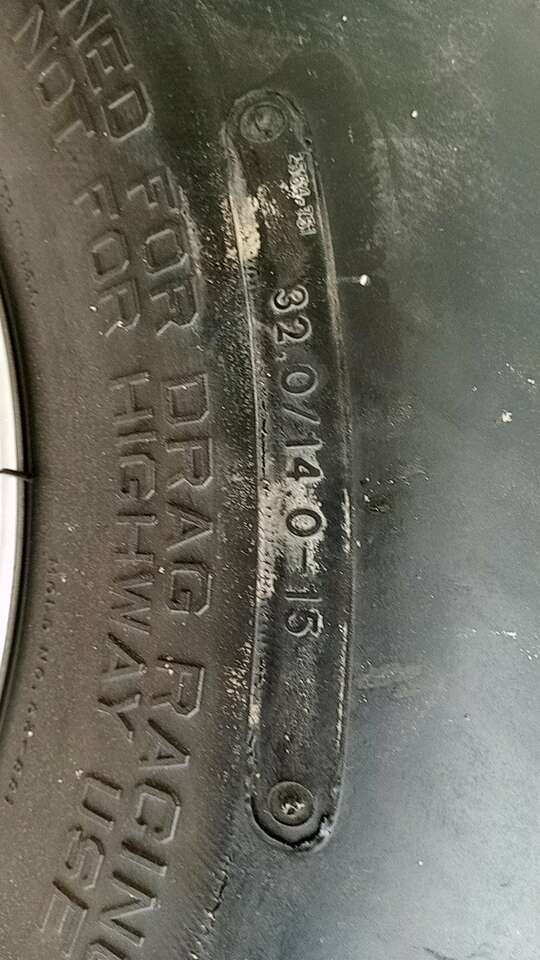 NED FOR DRAG RACING
NOT FOR HIGHWAY USE
32.0/14.0-15